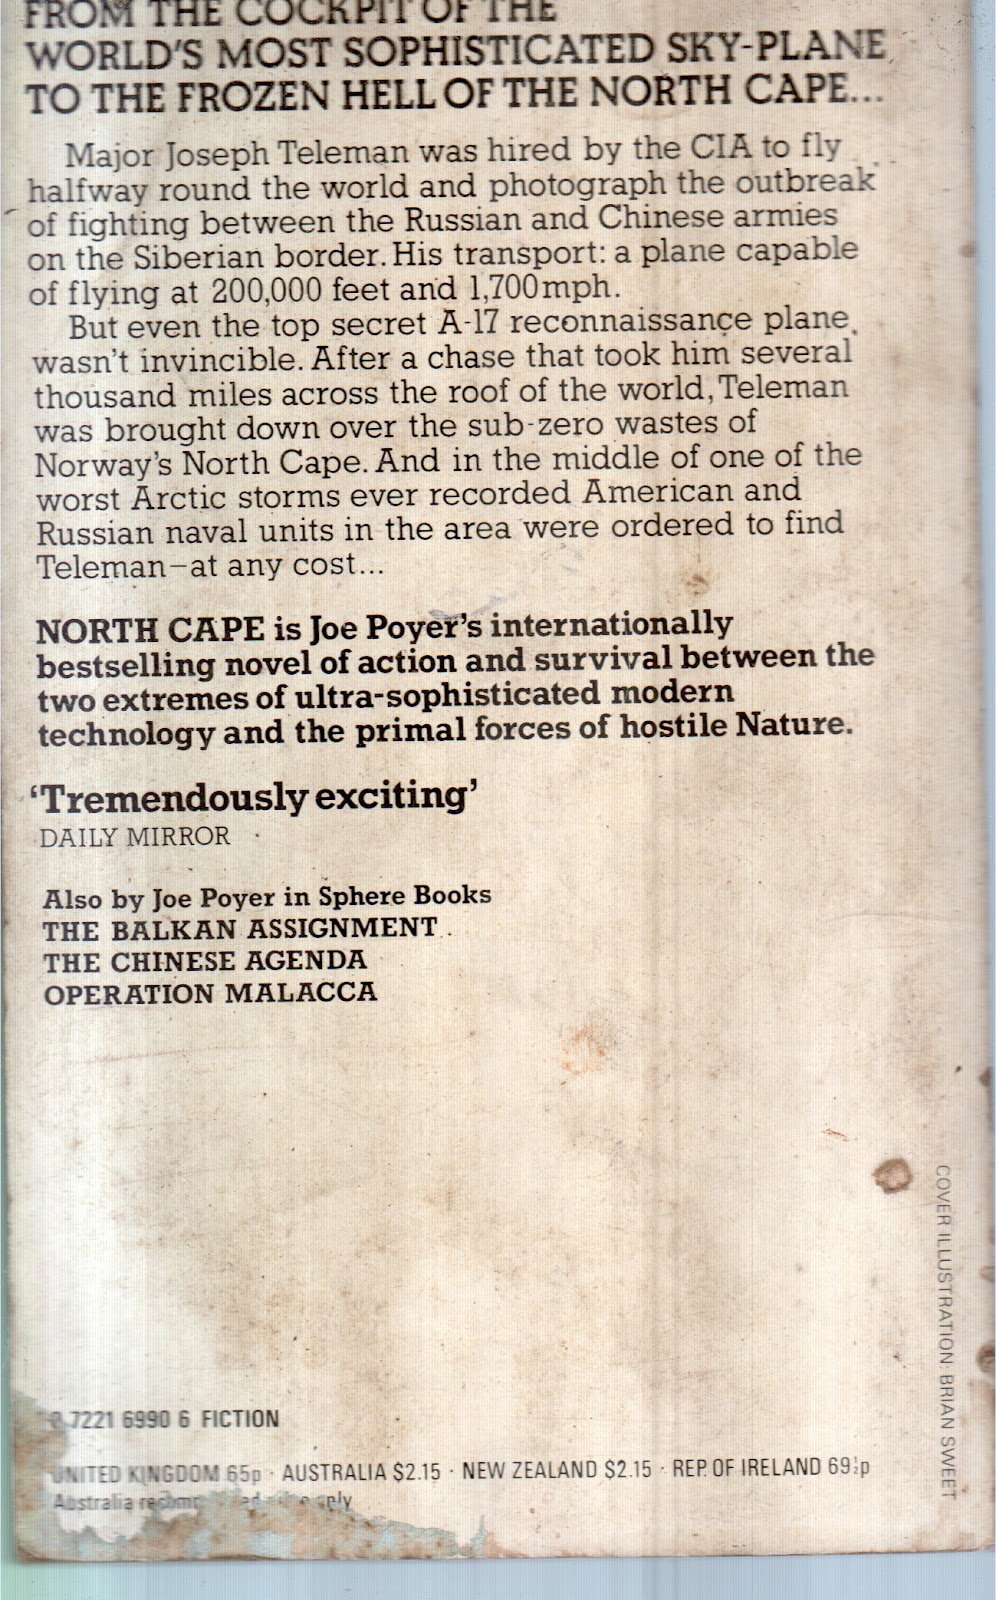 FROM THE COCKPIT OF THE
WORLD'S MOST SOPHISTICATED SKY-PLANE
TO THE FROZEN HELL OF THE NORTH CAPE...
Major Joseph Teleman was hired by the CIA to fly
halfway round the world and photograph the outbreak
of fighting between the Russian and Chinese armies
on the Siberian border. His transport: a plane capable
of flying at 200,000 feet and 1,700mph.
But even the top secret A-17 reconnaissance plane
wasn't invincible. After a chase that took him several
thousand miles across the roof of the world, Teleman
was brought down over the sub-zero wastes of
Norway's North Cape. And in the middle of one of the
worst Arctic storms ever recorded American and
Russian naval units in the area were ordered to find
Teleman–at any cost...
NORTH CAPE is Joe Poyer's internationally
bestselling novel of action and survival between the
two extremes of ultra-sophisticated modern
technology and the primal forces of hostile Nature.
'Tremendously exciting'
DAILY MIRROR
Also by Joe Poyer in Sphere Books
THE BALKAN ASSIGNMENT
THE CHINESE AGENDA
OPERATION MALACCA
COVER ILLUSTRATION: BRIAN SWEET
7221 6990 6 FICTION
UNITED KINGDOM 65p · AUSTRALIA $2.15 · NEW ZEALAND $2.15 · REP. OF IRELAND 69½p
Australia